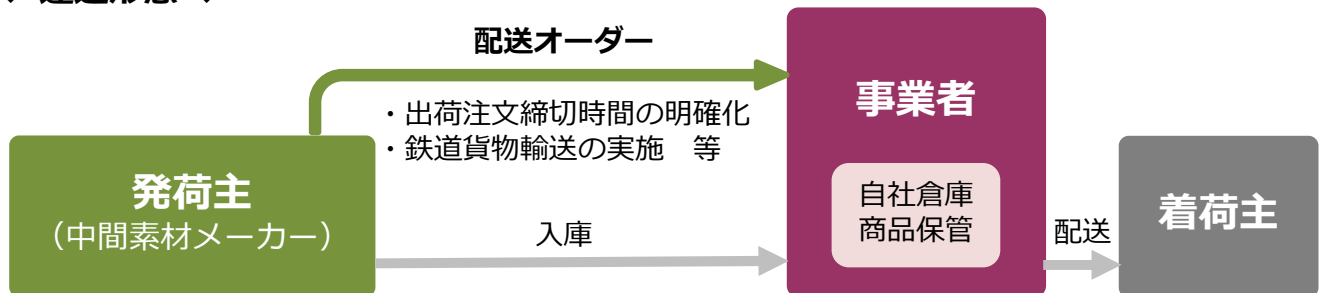 配送オーダー
・出荷注文締切時間の明確化
・鉄道貨物輸送の実施　等
発荷主
（中間素材メーカー）
入庫
事業者
自社倉庫
商品保管
配送
着荷主